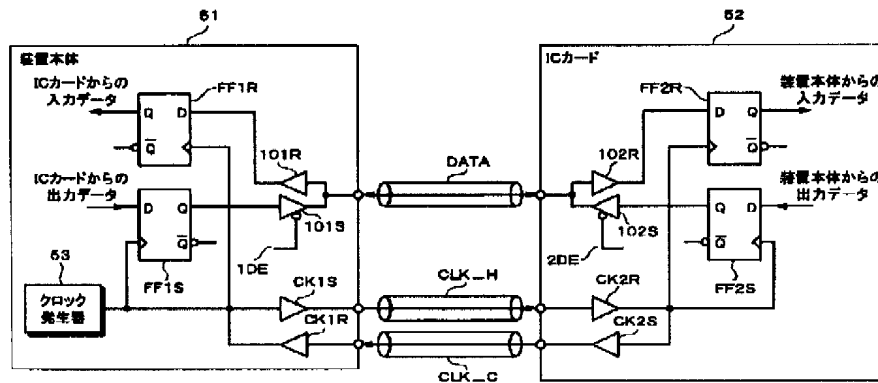 51
52
装置本体
ICカード
ICカードからの
入力データ
FF1R
Q D
Q
101R
ICカードからの
出力データ
D Q
Q
101S
1DE
FF1S
53
クロック
発生器
CK1S
CK1R
DATA
CLK_H
CLK_C
102R
102S
2DE
CK2R
CK2S
FF2R
D Q
Q
装置本体からの
入力データ
装置本体からの
出力データ
Q D
Q
FF2S